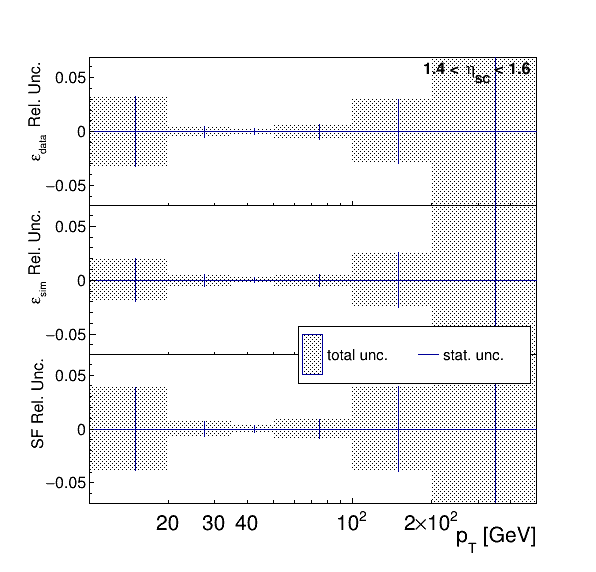 1.4 < η_SC < 1.6
ε_data Rel. Unc.
0.05
0
−0.05
ε_sim Rel. Unc.
0.05
0
−0.05
total unc. stat. unc.
SF Rel. Unc.
0.05
0
−0.05
20 30 40 10² 2×10²
p_T [GeV]